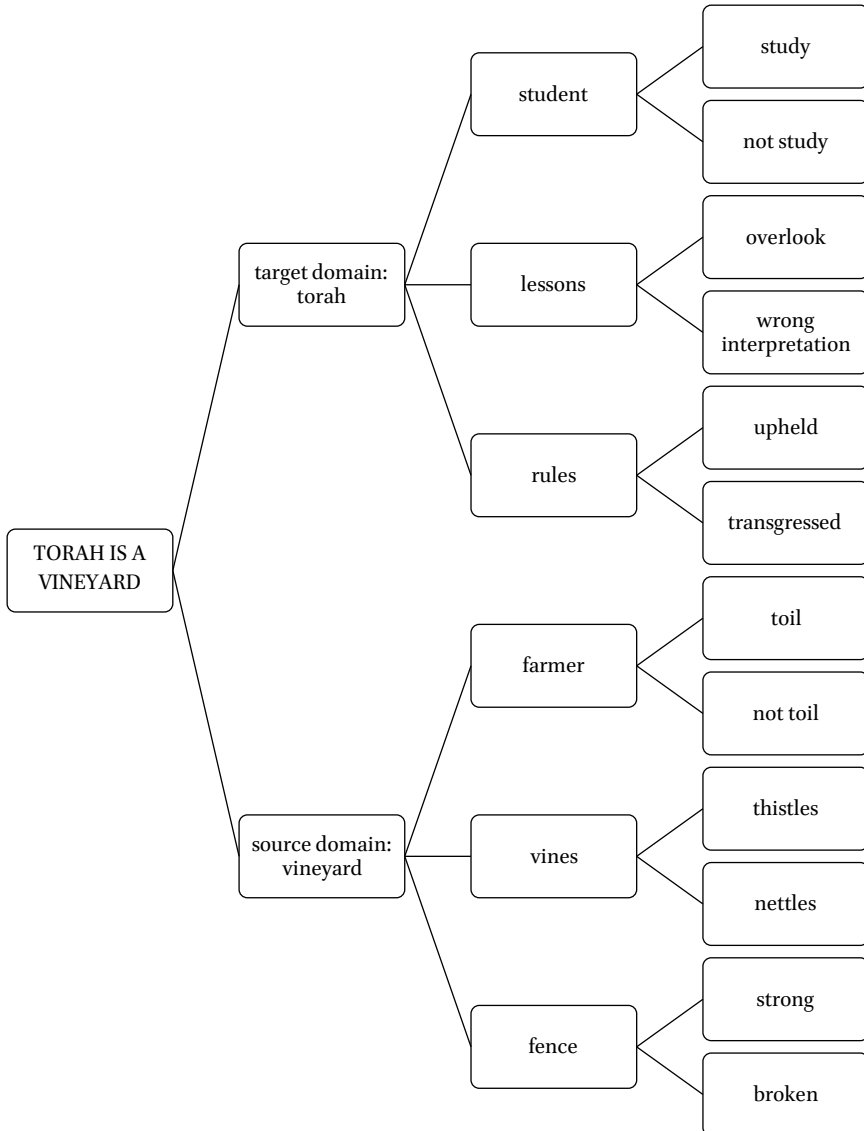 study
student
not study
overlook
target domain:
torah
lessons
wrong
interpretation
upheld
rules
transgressed
TORAH IS A
VINEYARD
toil
farmer
not toil
thistles
source domain:
vineyard
vines
nettles
strong
fence
broken